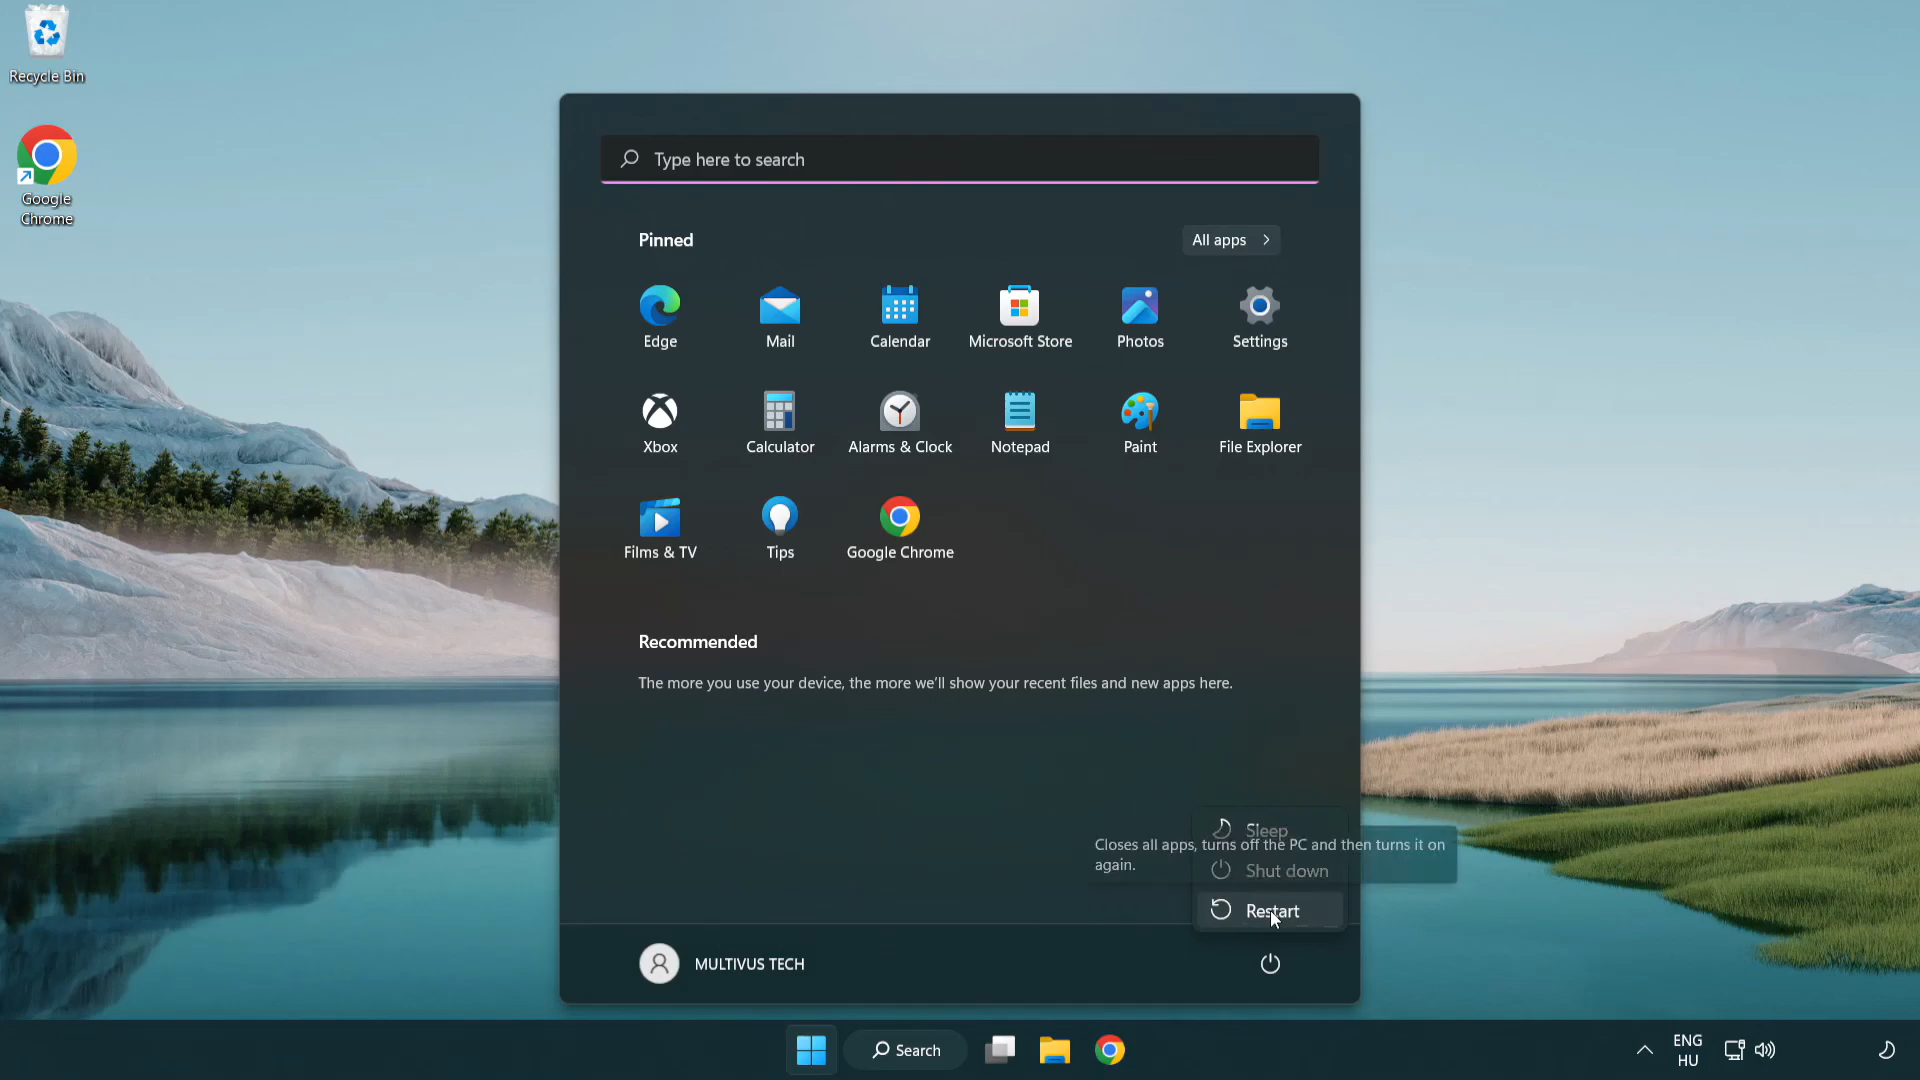 Recycle Bin
Google
Chrome
Type here to search
Pinned
All apps
Edge
Mail
Calendar
Microsoft Store
Photos
Settings
Xbox
Calculator
Alarms & Clock
Notepad
Paint
File Explorer
Films & TV
Tips
Google Chrome
Recommended
The more you use your device, the more we'll show your recent files and new apps here.
Sleep
Closes all apps, turns off the PC and then turns it on
again.
Shut down
Restart
MULTIVUS TECH
Search
ENG
HU